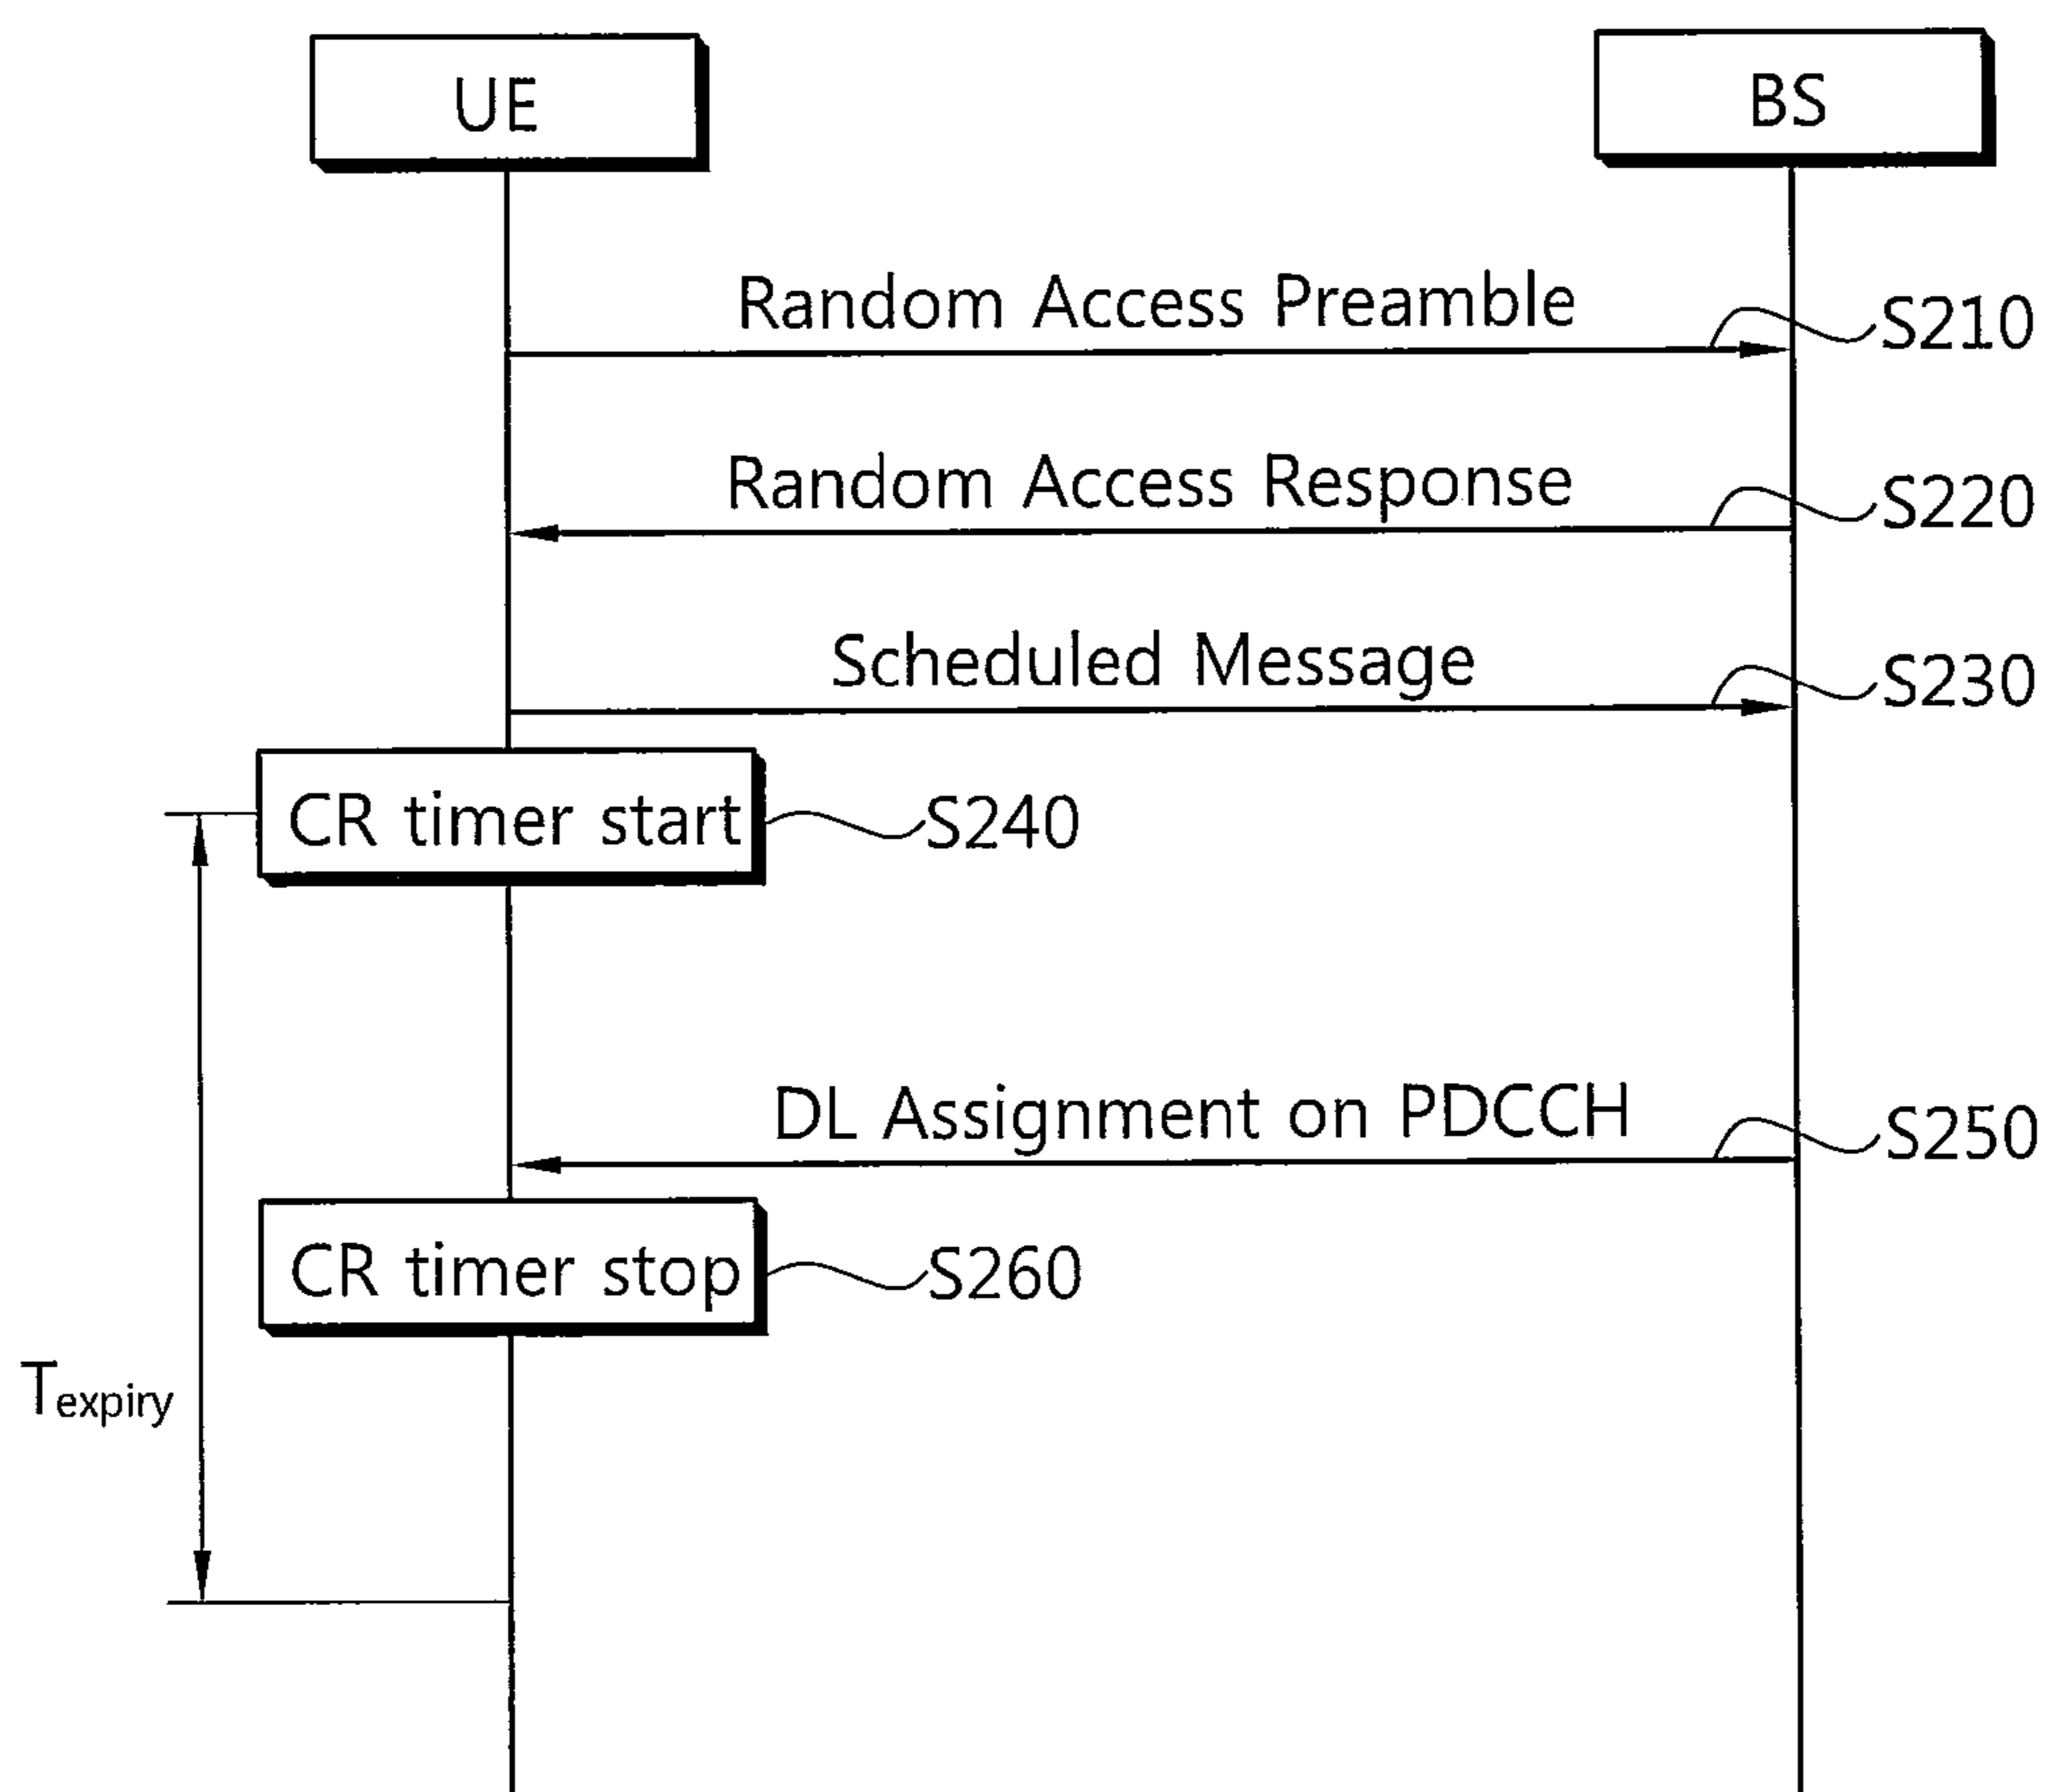 UE
BS
Random Access Preamble
S210
Random Access Response
S220
Scheduled Message
S230
CR timer start
S240
DL Assignment on PDCCH
S250
CR timer stop
S260
Texpiry